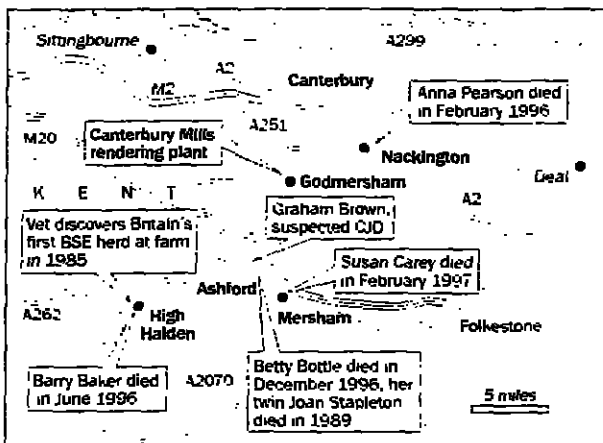 Sittingbourne
A299
A2
M2
Canterbury
Anna Pearson died
in February 1996
M20
Canterbury Mills
rendering plant
A251
Nackington
Deal
Godmersham
K E N T
A2
Graham Brown,
suspected CJD
Vet discovers Britain's
first BSE herd at farm
in 1985
Susan Carey died
in February 1997
Ashford
A262
High
Halden
Mersham
Folkestone
Barry Baker died
in June 1996
A2070
Betty Bottle died in
December 1996, her
twin Joan Stapleton
died in 1989
5 miles